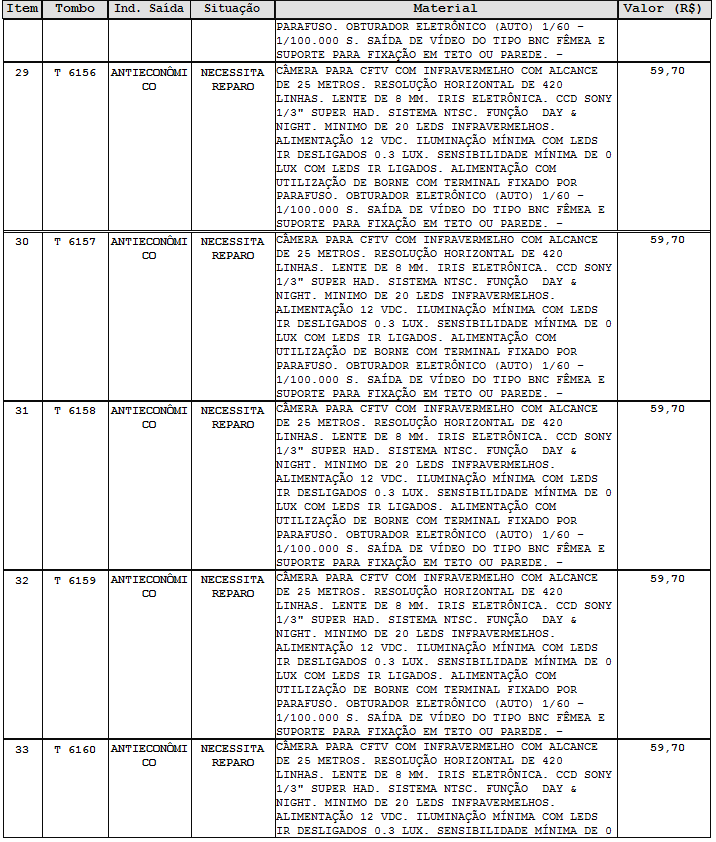 Item Tombo Ind. Saída Situação Material Valor (R$)
PARAFUSO. OBTURADOR ELETRÔNICO (AUTO) 1/60 –
1/100.000 S. SAÍDA DE VÍDEO DO TIPO BNC FÊMEA E
SUPORTE PARA FIXAÇÃO EM TETO OU PAREDE. –
29 T 6156 ANTIECONÔMI NECESSITA CÂMERA PARA CFTV COM INFRAVERMELHO COM ALCANCE 59,70
CO REPARO DE 25 METROS. RESOLUÇÃO HORIZONTAL DE 420
LINHAS. LENTE DE 8 MM. IRIS ELETRÔNICA. CCD SONY
1/3" SUPER HAD. SISTEMA NTSC. FUNÇÃO  DAY &
NIGHT. MINIMO DE 20 LEDS INFRAVERMELHOS.
ALIMENTAÇÃO 12 VDC. ILUMINAÇÃO MÍNIMA COM LEDS
IR DESLIGADOS 0.3 LUX. SENSIBILIDADE MÍNIMA DE 0
LUX COM LEDS IR LIGADOS. ALIMENTAÇÃO COM
UTILIZAÇÃO DE BORNE COM TERMINAL FIXADO POR
PARAFUSO. OBTURADOR ELETRÔNICO (AUTO) 1/60 –
1/100.000 S. SAÍDA DE VÍDEO DO TIPO BNC FÊMEA E
SUPORTE PARA FIXAÇÃO EM TETO OU PAREDE. –
30 T 6157 ANTIECONÔMI NECESSITA CÂMERA PARA CFTV COM INFRAVERMELHO COM ALCANCE 59,70
CO REPARO DE 25 METROS. RESOLUÇÃO HORIZONTAL DE 420
LINHAS. LENTE DE 8 MM. IRIS ELETRÔNICA. CCD SONY
1/3" SUPER HAD. SISTEMA NTSC. FUNÇÃO  DAY &
NIGHT. MINIMO DE 20 LEDS INFRAVERMELHOS.
ALIMENTAÇÃO 12 VDC. ILUMINAÇÃO MÍNIMA COM LEDS
IR DESLIGADOS 0.3 LUX. SENSIBILIDADE MÍNIMA DE 0
LUX COM LEDS IR LIGADOS. ALIMENTAÇÃO COM
UTILIZAÇÃO DE BORNE COM TERMINAL FIXADO POR
PARAFUSO. OBTURADOR ELETRÔNICO (AUTO) 1/60 –
1/100.000 S. SAÍDA DE VÍDEO DO TIPO BNC FÊMEA E
SUPORTE PARA FIXAÇÃO EM TETO OU PAREDE. –
31 T 6158 ANTIECONÔMI NECESSITA CÂMERA PARA CFTV COM INFRAVERMELHO COM ALCANCE 59,70
CO REPARO DE 25 METROS. RESOLUÇÃO HORIZONTAL DE 420
LINHAS. LENTE DE 8 MM. IRIS ELETRÔNICA. CCD SONY
1/3" SUPER HAD. SISTEMA NTSC. FUNÇÃO  DAY &
NIGHT. MINIMO DE 20 LEDS INFRAVERMELHOS.
ALIMENTAÇÃO 12 VDC. ILUMINAÇÃO MÍNIMA COM LEDS
IR DESLIGADOS 0.3 LUX. SENSIBILIDADE MÍNIMA DE 0
LUX COM LEDS IR LIGADOS. ALIMENTAÇÃO COM
UTILIZAÇÃO DE BORNE COM TERMINAL FIXADO POR
PARAFUSO. OBTURADOR ELETRÔNICO (AUTO) 1/60 –
1/100.000 S. SAÍDA DE VÍDEO DO TIPO BNC FÊMEA E
SUPORTE PARA FIXAÇÃO EM TETO OU PAREDE. –
32 T 6159 ANTIECONÔMI NECESSITA CÂMERA PARA CFTV COM INFRAVERMELHO COM ALCANCE 59,70
CO REPARO DE 25 METROS. RESOLUÇÃO HORIZONTAL DE 420
LINHAS. LENTE DE 8 MM. IRIS ELETRÔNICA. CCD SONY
1/3" SUPER HAD. SISTEMA NTSC. FUNÇÃO  DAY &
NIGHT. MINIMO DE 20 LEDS INFRAVERMELHOS.
ALIMENTAÇÃO 12 VDC. ILUMINAÇÃO MÍNIMA COM LEDS
IR DESLIGADOS 0.3 LUX. SENSIBILIDADE MÍNIMA DE 0
LUX COM LEDS IR LIGADOS. ALIMENTAÇÃO COM
UTILIZAÇÃO DE BORNE COM TERMINAL FIXADO POR
PARAFUSO. OBTURADOR ELETRÔNICO (AUTO) 1/60 –
1/100.000 S. SAÍDA DE VÍDEO DO TIPO BNC FÊMEA E
SUPORTE PARA FIXAÇÃO EM TETO OU PAREDE. –
33 T 6160 ANTIECONÔMI NECESSITA CÂMERA PARA CFTV COM INFRAVERMELHO COM ALCANCE 59,70
CO REPARO DE 25 METROS. RESOLUÇÃO HORIZONTAL DE 420
LINHAS. LENTE DE 8 MM. IRIS ELETRÔNICA. CCD SONY
1/3" SUPER HAD. SISTEMA NTSC. FUNÇÃO  DAY &
NIGHT. MINIMO DE 20 LEDS INFRAVERMELHOS.
ALIMENTAÇÃO 12 VDC. ILUMINAÇÃO MÍNIMA COM LEDS
IR DESLIGADOS 0.3 LUX. SENSIBILIDADE MÍNIMA DE 0